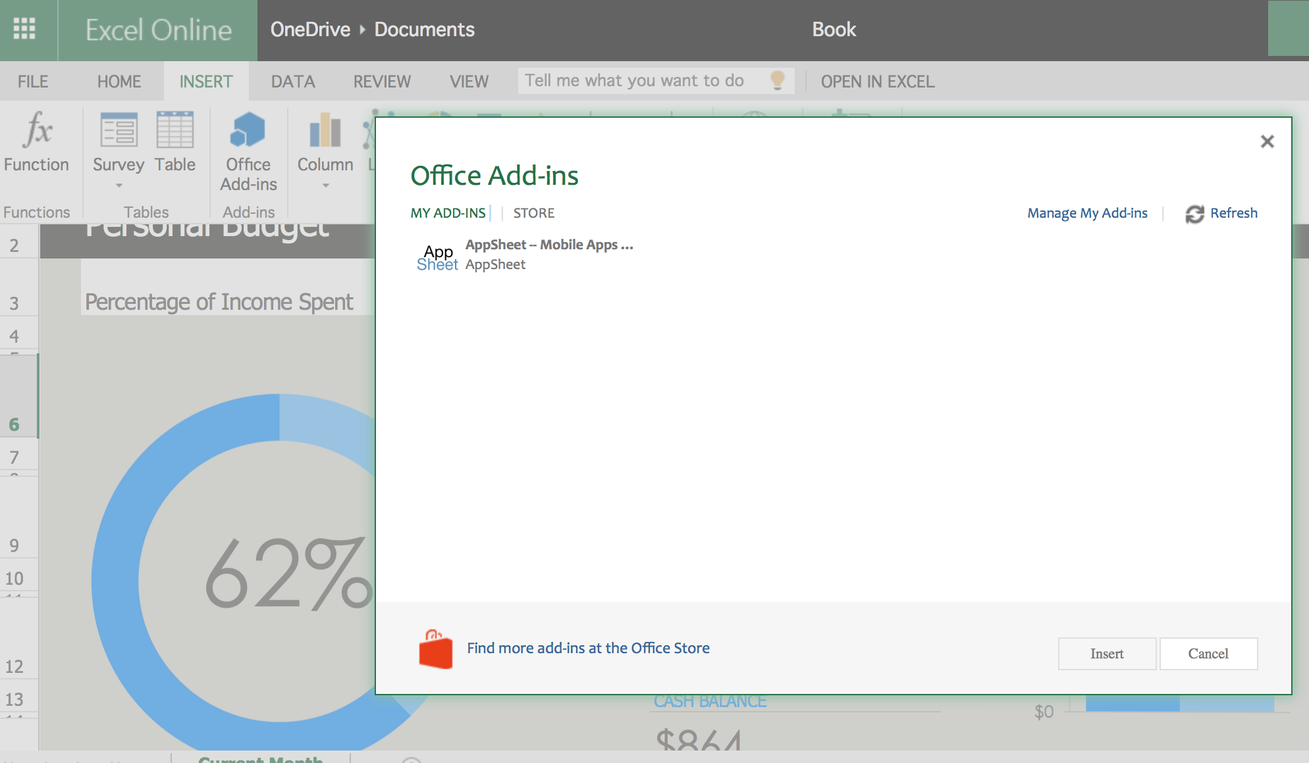 Excel Online
OneDrive ▸ Documents
Book
FILE
HOME
INSERT
DATA
REVIEW
VIEW
Tell me what you want to do
OPEN IN EXCEL
fx
Function
Survey
Table
Office
Add-ins
Column
Functions
Tables
Add-ins
Office Add-ins
MY ADD-INS
STORE
Manage My Add-ins
Refresh
App
Sheet
AppSheet – Mobile Apps ...
AppSheet
2
Personal Budget
3
Percentage of Income Spent
4
6
7
9
62%
10
12
Find more add-ins at the Office Store
Insert
Cancel
13
CASH BALANCE
$0
$864
Current Month